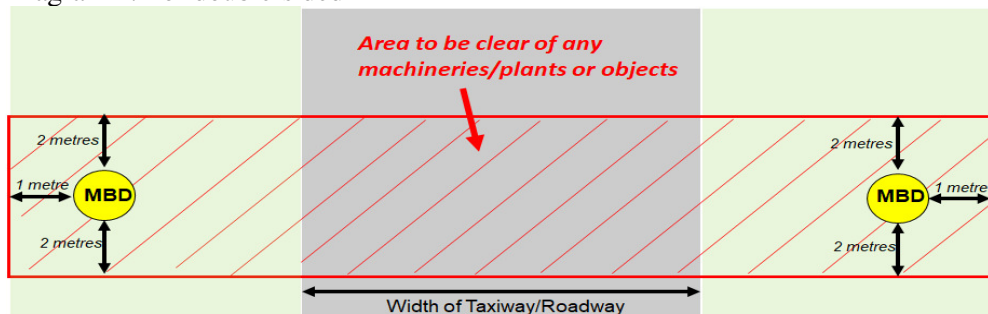 Area to be clear of any
machineries/plants or objects
2 metres
2 metres
1 metre
MBD
MBD
1 metre
2 metres
2 metres
Width of Taxiway/Roadway